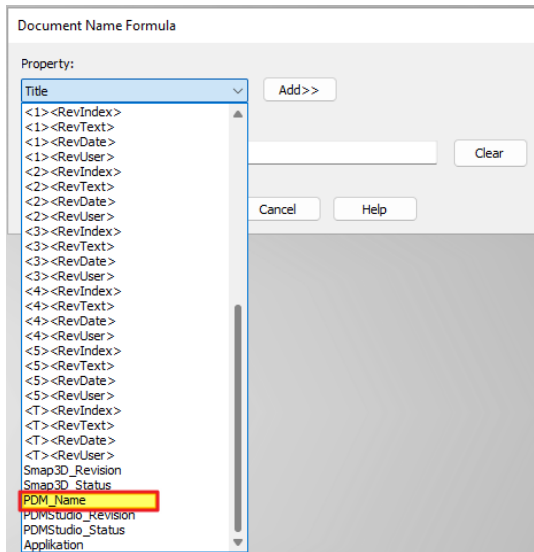 Document Name Formula
Property:
Title
Add>>
<1><RevIndex>
<1><RevText>
<1><RevDate>
<1><RevUser>
<2><RevIndex>
<2><RevText>
<2><RevDate>
<2><RevUser>
<3><RevIndex>
<3><RevText>
<3><RevDate>
<3><RevUser>
<4><RevIndex>
<4><RevText>
<4><RevDate>
<4><RevUser>
<5><RevIndex>
<5><RevText>
<5><RevDate>
<5><RevUser>
<T><RevIndex>
<T><RevText>
<T><RevDate>
<T><RevUser>
Smap3D_Revision
Smap3D_Status
PDM_Name
PDMStudio_Revision
PDMStudio_Status
Applikation
Clear
Cancel
Help